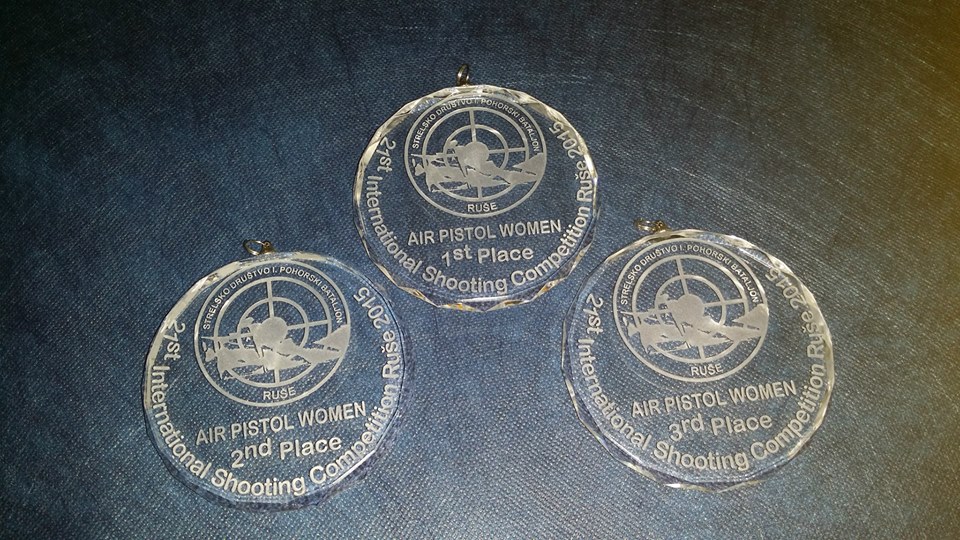 STRELSKO DRUŠTVO I. POHORSKI BATALJON
RUŠE
AIR PISTOL WOMEN
1st Place
21st International Shooting Competition Ruše 2015
STRELSKO DRUŠTVO I. POHORSKI BATALJON
RUŠE
AIR PISTOL WOMEN
2nd Place
21st International Shooting Competition Ruše 2015
STRELSKO DRUŠTVO I. POHORSKI BATALJON
RUŠE
AIR PISTOL WOMEN
3rd Place
21st International Shooting Competition Ruše 2015